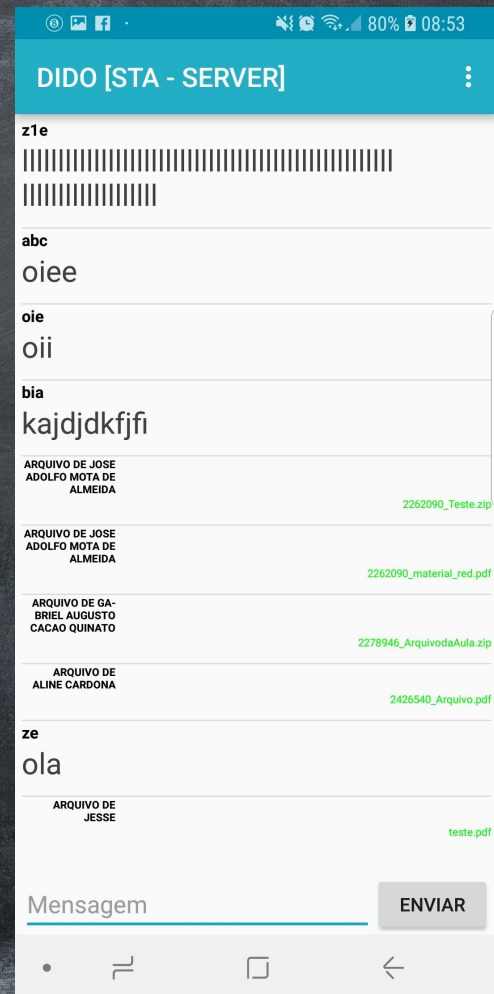 80% 08:53
DIDO [STA - SERVER]
z1e
|||||||||||||||||||||||||||||||||||||||||||||||||||||
|||||||||||||||||||
abc
oiee
oie
oii
bia
kajdjdkfjfi
ARQUIVO DE JOSE
ADOLFO MOTA DE
ALMEIDA
2262090_Teste.zip
ARQUIVO DE JOSE
ADOLFO MOTA DE
ALMEIDA
2262090_material_red.pdf
ARQUIVO DE GA-
BRIEL AUGUSTO
CACAO QUINATO
2278946_ArquivodaAula.zip
ARQUIVO DE
ALINE CARDONA
2426540_Arquivo.pdf
ze
ola
ARQUIVO DE
JESSE
teste.pdf
Mensagem
ENVIAR